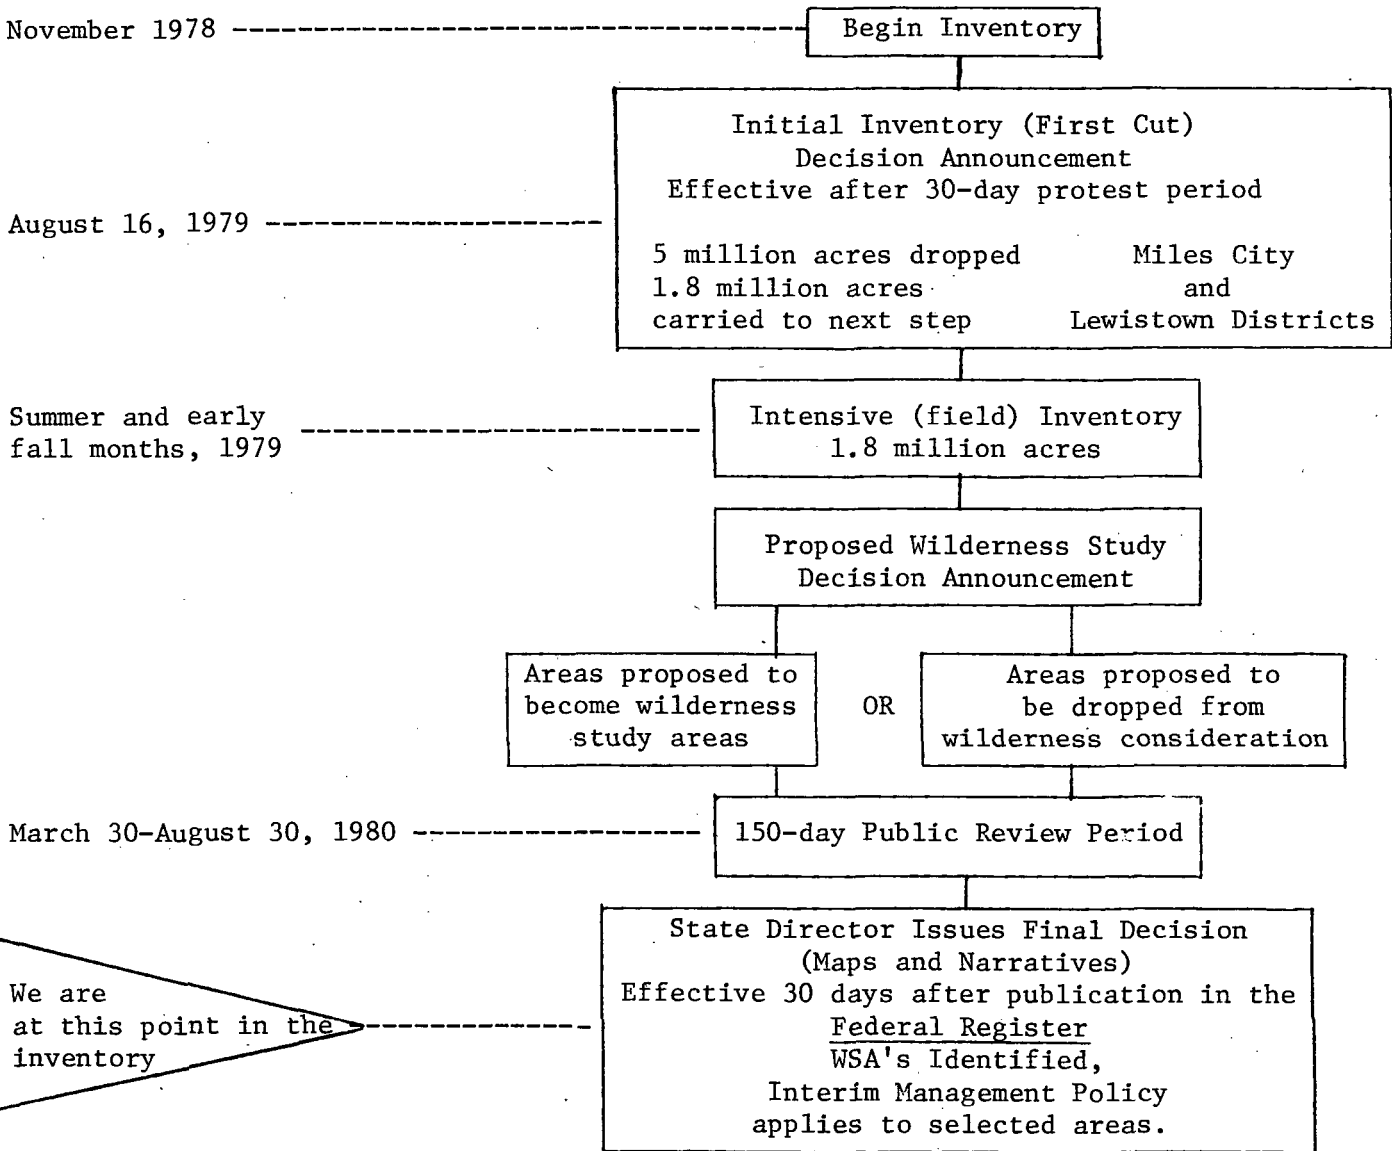 November 1978
Begin Inventory
Initial Inventory (First Cut)
Decision Announcement
Effective after 30-day protest period
August 16, 1979
5 million acres dropped
1.8 million acres
carried to next step
Miles City
and
Lewistown Districts
Summer and early
fall months, 1979
Intensive (field) Inventory
1.8 million acres
Proposed Wilderness Study
Decision Announcement
Areas proposed to
become wilderness
study areas
OR
Areas proposed to
be dropped from
wilderness consideration
March 30-August 30, 1980
150-day Public Review Period
We are
at this point in the
inventory
State Director Issues Final Decision
(Maps and Narratives)
Effective 30 days after publication in the
Federal Register
WSA's Identified,
Interim Management Policy
applies to selected areas.